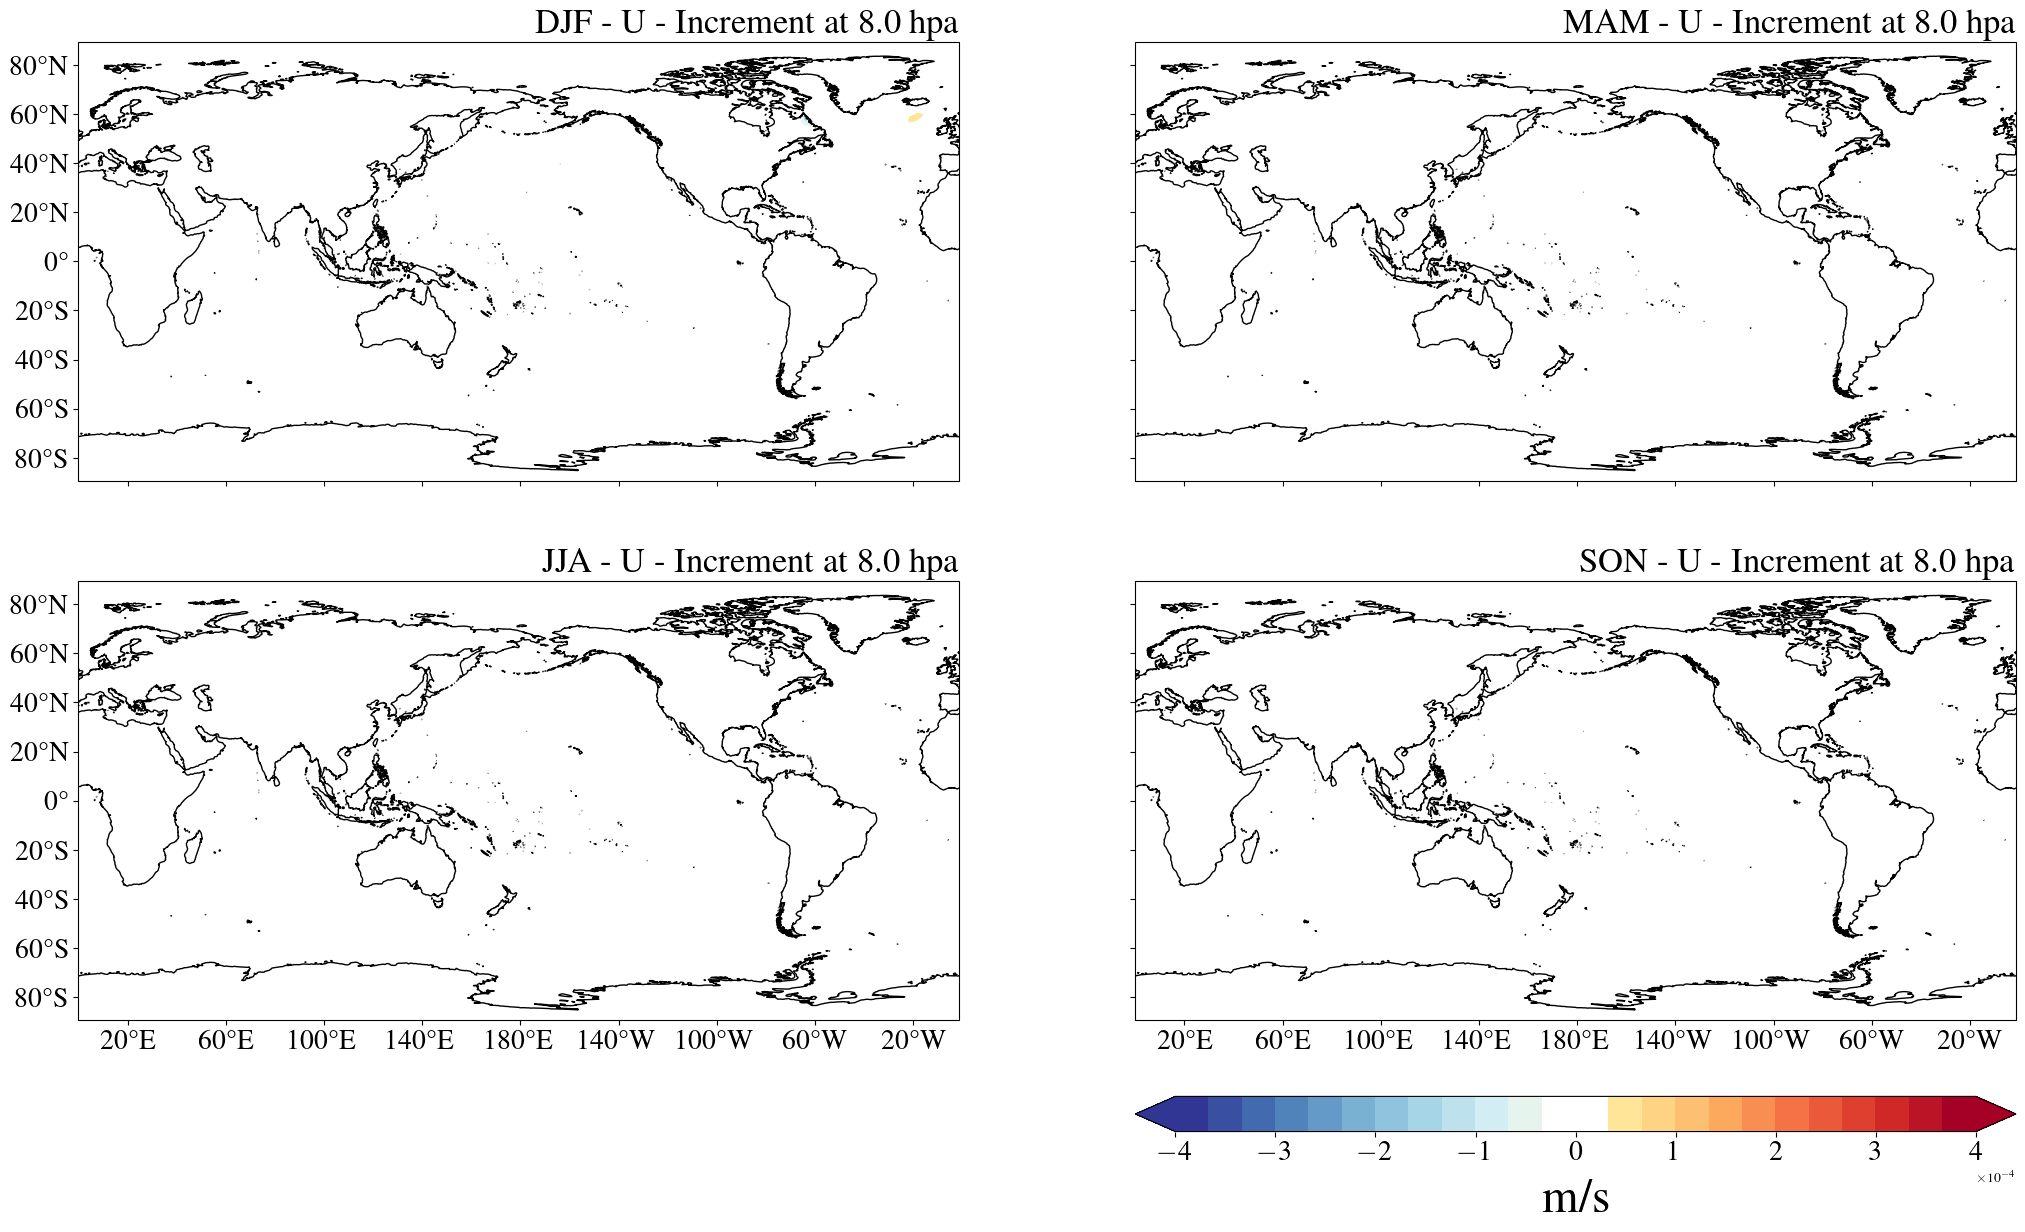 DJF - U - Increment at 8.0 hpa
MAM - U - Increment at 8.0 hpa
80°N
60°N
40°N
20°N
0°
20°S
40°S
60°S
80°S
JJA - U - Increment at 8.0 hpa
SON - U - Increment at 8.0 hpa
80°N
60°N
40°N
20°N
0°
20°S
40°S
60°S
80°S
20°E 60°E 100°E 140°E 180°E 140°W 100°W 60°W 20°W
20°E 60°E 100°E 140°E 180°E 140°W 100°W 60°W 20°W
−4 −3 −2 −1 0 1 2 3 4
×10⁻⁴
m/s